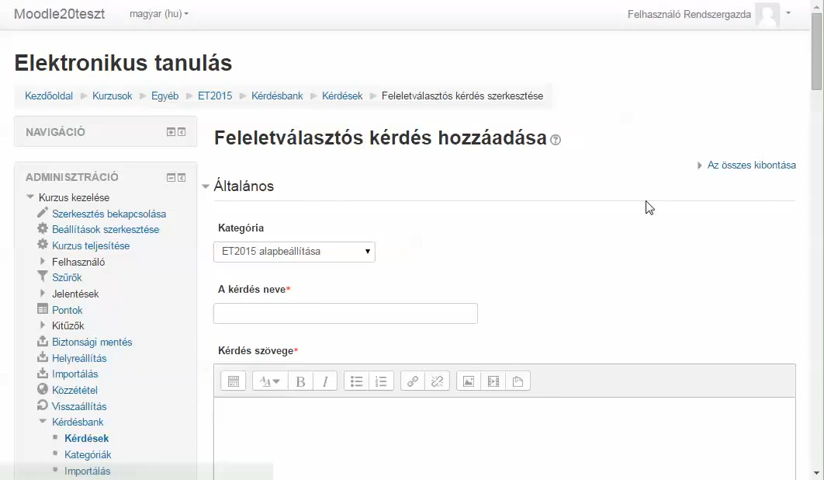 Moodle20teszt magyar (hu) Felhasználó Rendszergazda
Elektronikus tanulás
Kezdőoldal Kurzusok Egyéb ET2015 Kérdésbank Kérdések Feleletválasztós kérdés szerkesztése
NAVIGÁCIÓ
Feleletválasztós kérdés hozzáadása
Az összes kibontása
ADMINISZTRÁCIÓ
Általános
Kurzus kezelése
Szerkesztés bekapcsolása
Beállítások szerkesztése
Kurzus teljesítése
Felhasználó
Szűrők
Jelentések
Pontok
Kitűzők
Biztonsági mentés
Helyreállítás
Importálás
Közzététel
Visszaállítás
Kérdésbank
Kérdések
Kategóriák
Importálás
Kategória
ET2015 alapbeállítása
A kérdés neve*
Kérdés szövege*
B I